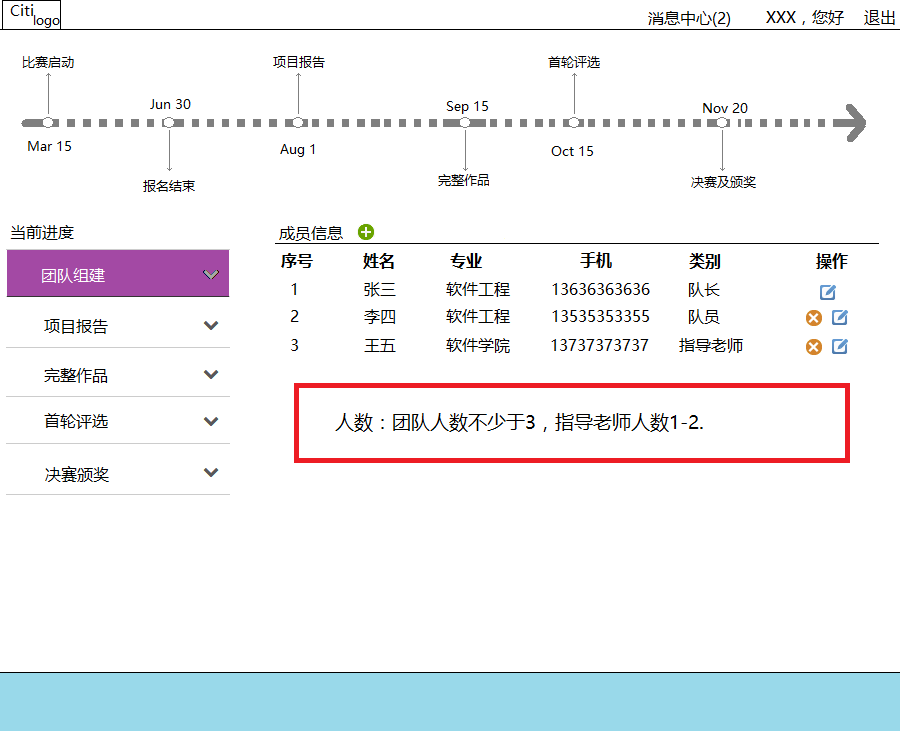 Citi
logo
消息中心(2) XXX，您好 退出
比赛启动 项目报告 首轮评选
Jun 30 Sep 15 Nov 20
Mar 15 Aug 1 Oct 15
报名结束 完整作品 决赛及颁奖
当前进度
团队组建
项目报告
完整作品
首轮评选
决赛颁奖
成员信息
序号 姓名 专业 手机 类别 操作
1 张三 软件工程 13636363636 队长
2 李四 软件工程 13535353355 队员
3 王五 软件学院 13737373737 指导老师
人数：团队人数不少于3，指导老师人数1-2.